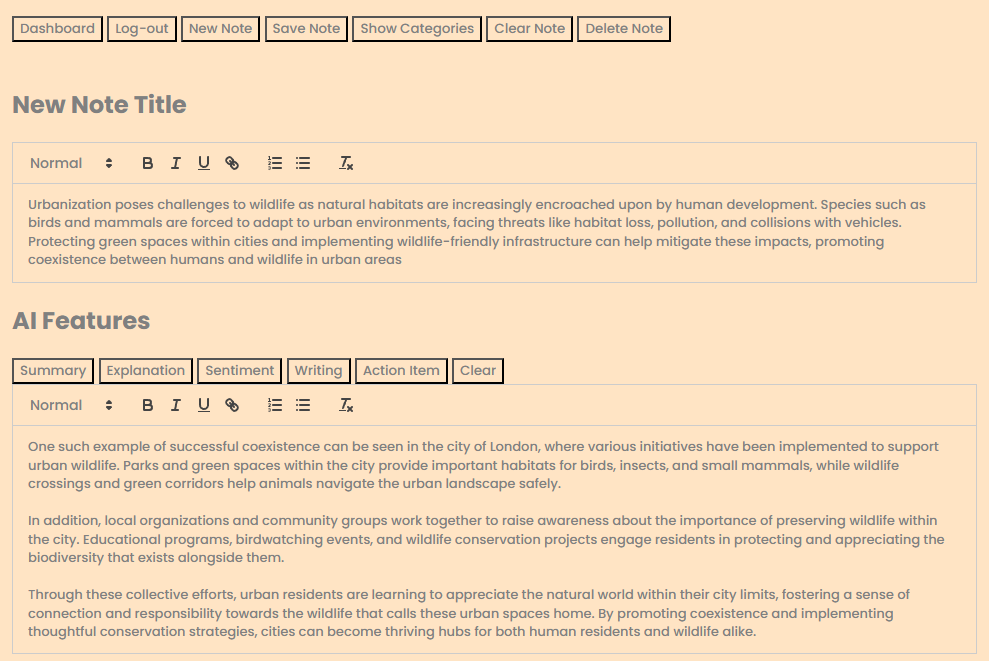 Dashboard Log-out New Note Save Note Show Categories Clear Note Delete Note
New Note Title
Normal B I U
Urbanization poses challenges to wildlife as natural habitats are increasingly encroached upon by human development. Species such as
birds and mammals are forced to adapt to urban environments, facing threats like habitat loss, pollution, and collisions with vehicles.
Protecting green spaces within cities and implementing wildlife-friendly infrastructure can help mitigate these impacts, promoting
coexistence between humans and wildlife in urban areas
AI Features
Summary Explanation Sentiment Writing Action Item Clear
Normal B I U
One such example of successful coexistence can be seen in the city of London, where various initiatives have been implemented to support
urban wildlife. Parks and green spaces within the city provide important habitats for birds, insects, and small mammals, while wildlife
crossings and green corridors help animals navigate the urban landscape safely.
In addition, local organizations and community groups work together to raise awareness about the importance of preserving wildlife within
the city. Educational programs, birdwatching events, and wildlife conservation projects engage residents in protecting and appreciating the
biodiversity that exists alongside them.
Through these collective efforts, urban residents are learning to appreciate the natural world within their city limits, fostering a sense of
connection and responsibility towards the wildlife that calls these urban spaces home. By promoting coexistence and implementing
thoughtful conservation strategies, cities can become thriving hubs for both human residents and wildlife alike.